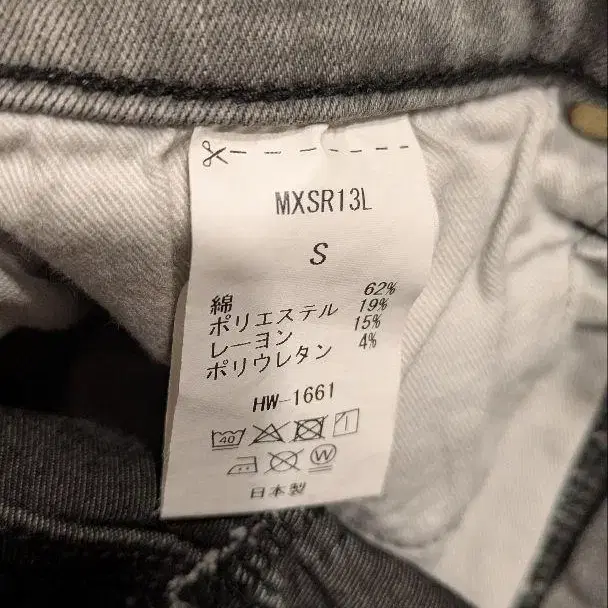 MXSR13L
S
綿 62%
ポリエステル 19%
レーヨン 15%
ポリウレタン 4%
HW-1661
40
W
日本製